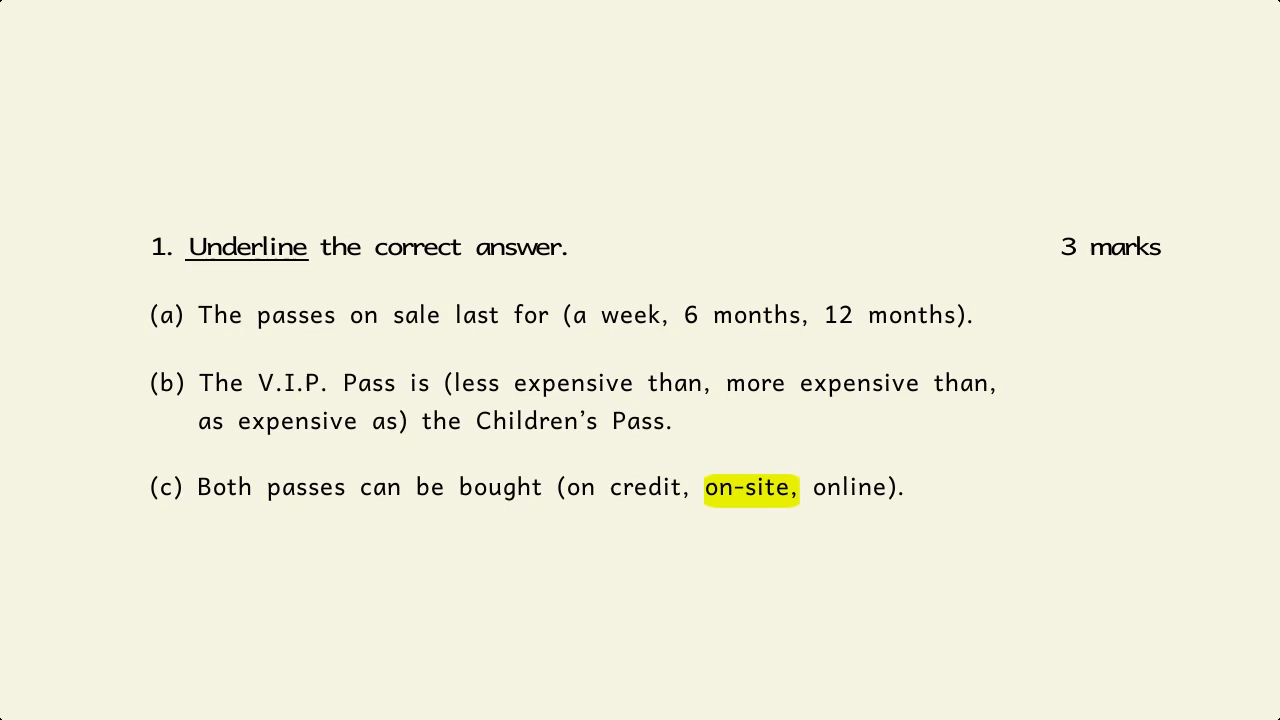 1. Underline the correct answer. 3 marks
(a) The passes on sale last for (a week, 6 months, 12 months).
(b) The V.I.P. Pass is (less expensive than, more expensive than,
as expensive as) the Children’s Pass.
(c) Both passes can be bought (on credit, on-site, online).